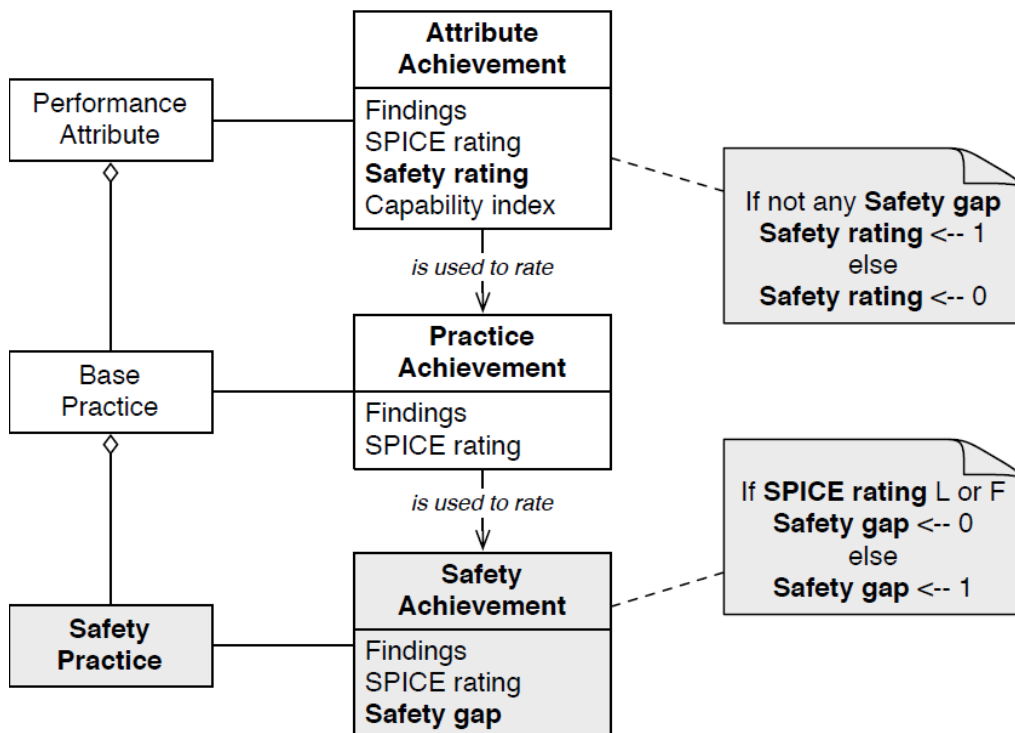 Attribute
Achievement
Performance
Attribute
Findings
SPICE rating
Safety rating
Capability index
If not any Safety gap
Safety rating <-- 1
else
Safety rating <-- 0
is used to rate
Practice
Achievement
Base
Practice
Findings
SPICE rating
If SPICE rating L or F
Safety gap <-- 0
else
Safety gap <-- 1
is used to rate
Safety
Achievement
Safety
Practice
Findings
SPICE rating
Safety gap